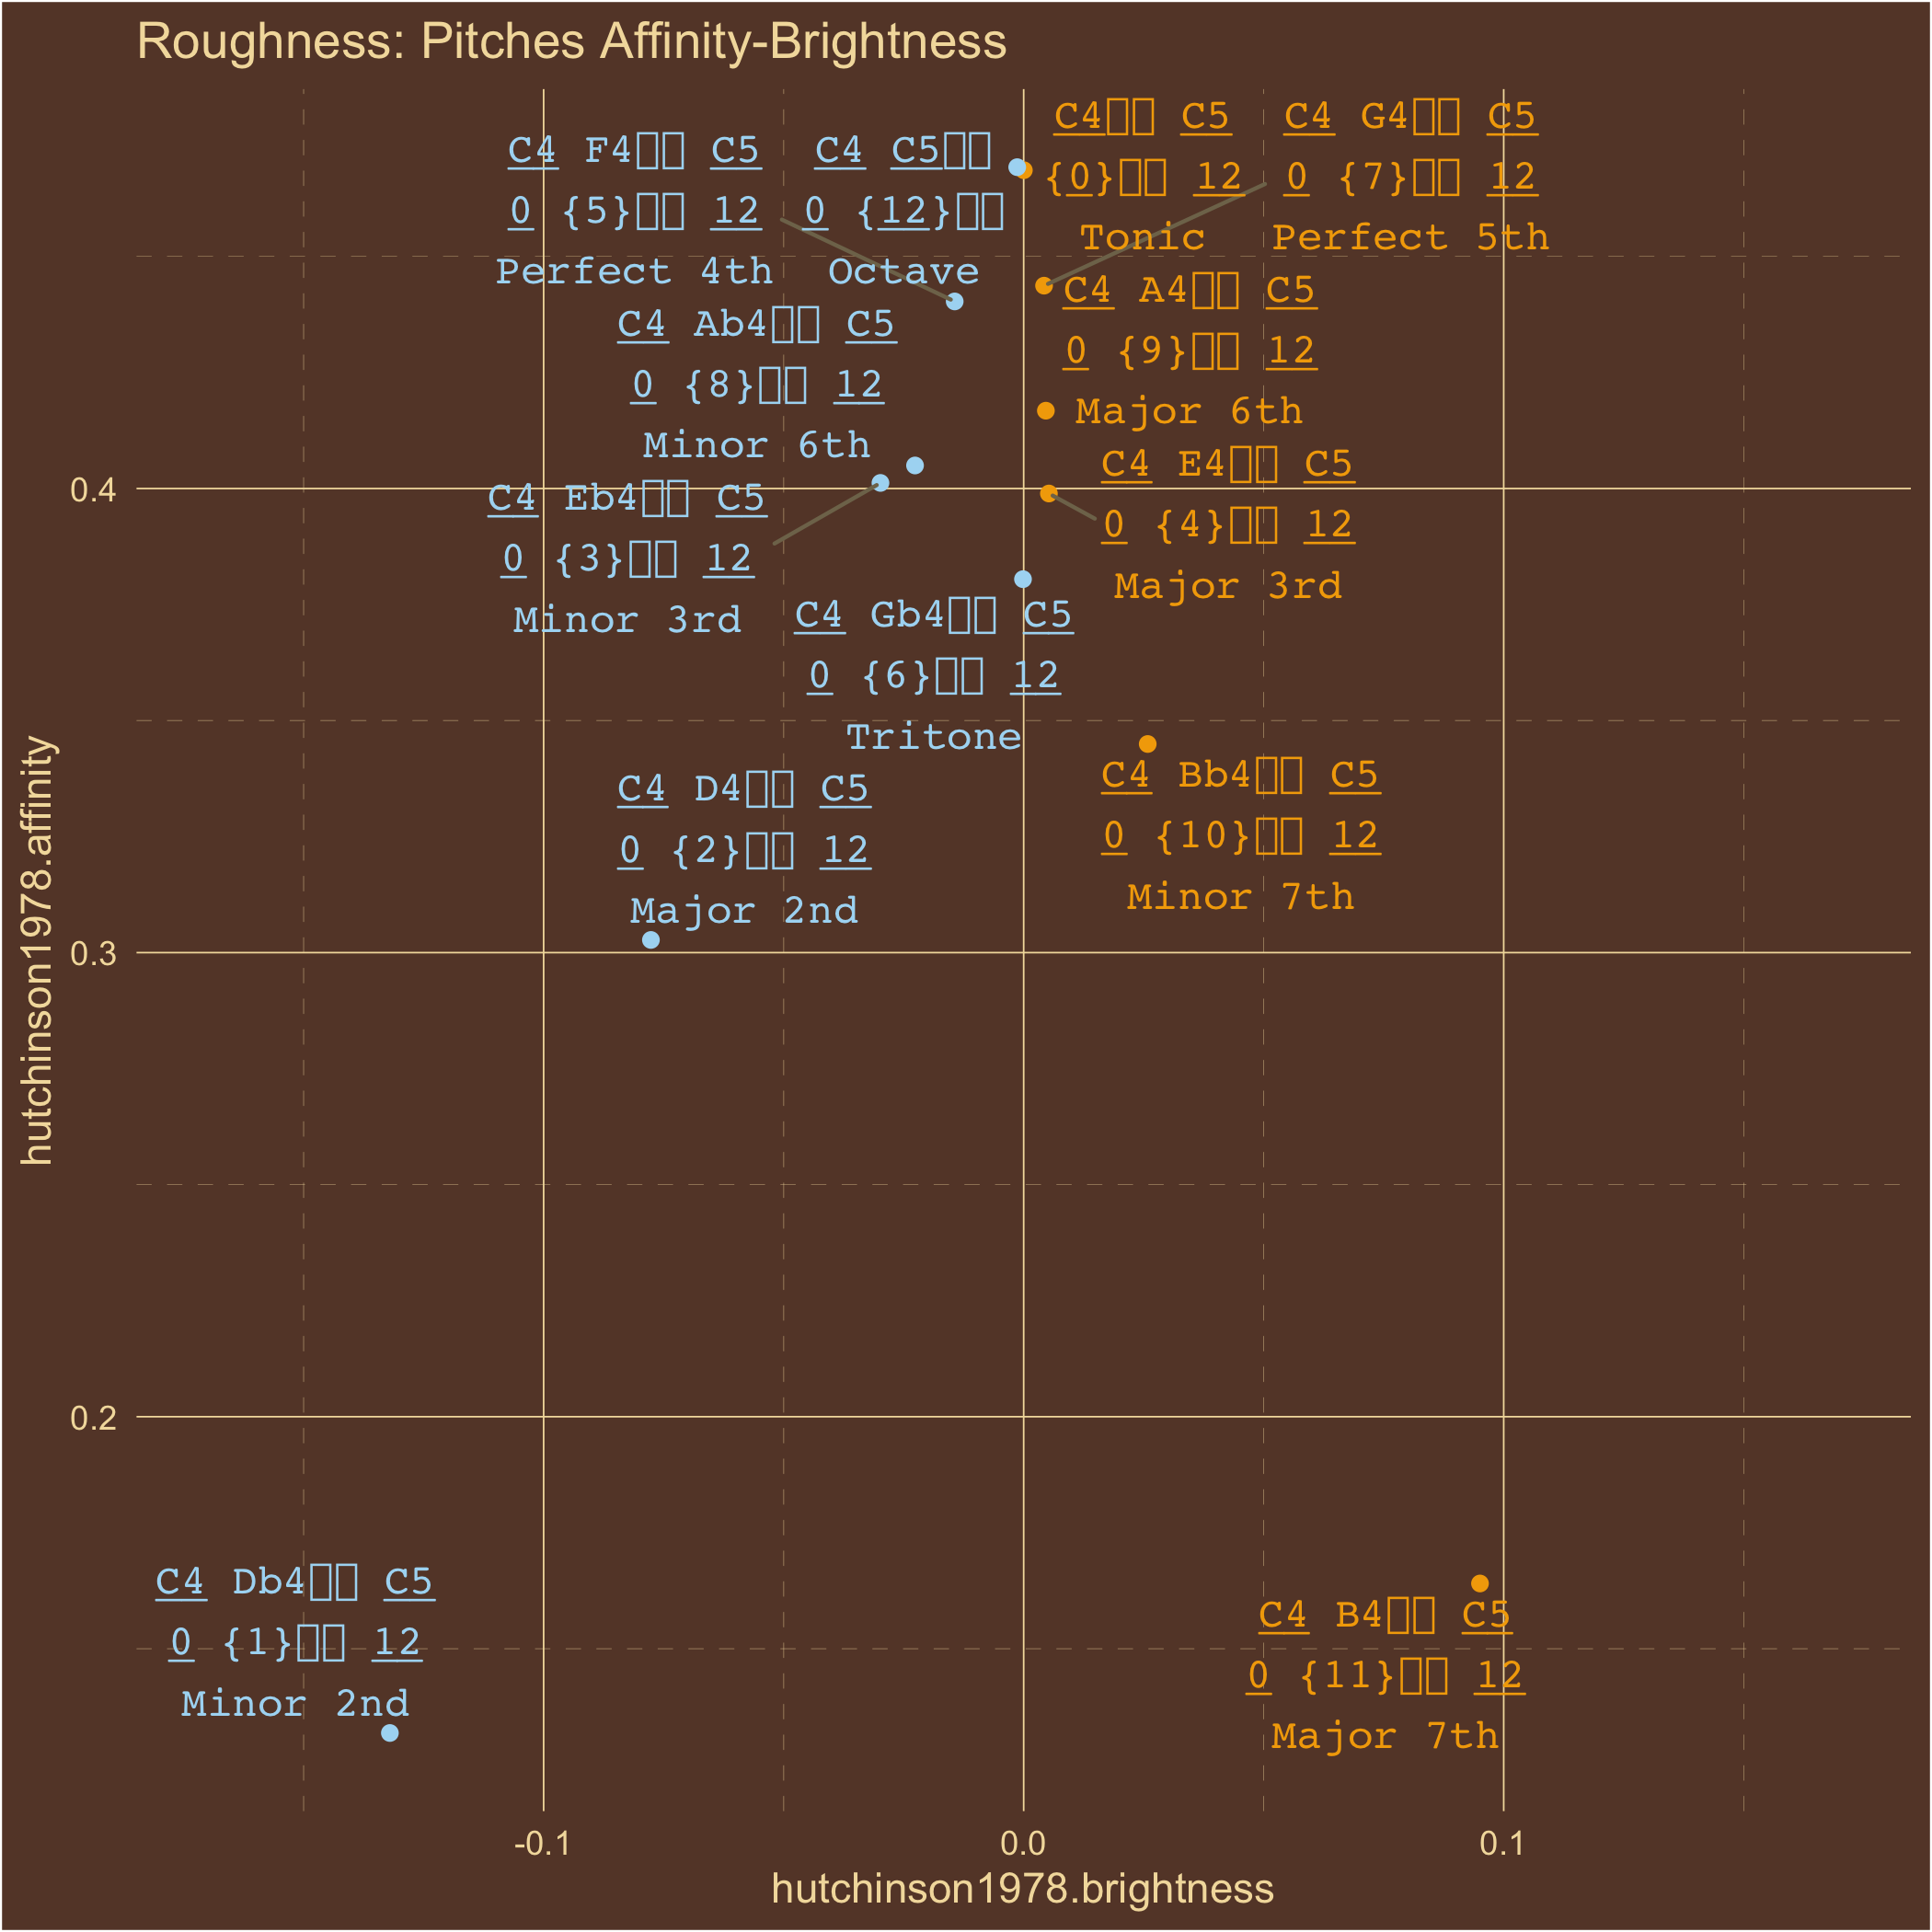 Roughness: Pitches Affinity-Brightness
C4▯▯ C5
{0}▯▯ 12
Tonic
C4 G4▯▯ C5
0 {7}▯▯ 12
Perfect 5th
C4 F4▯▯ C5
0 {5}▯▯ 12
Perfect 4th
C4 C5▯▯
0 {12}▯▯
Octave
C4 A4▯▯ C5
0 {9}▯▯ 12
Major 6th
C4 Ab4▯▯ C5
0 {8}▯▯ 12
Minor 6th
C4 E4▯▯ C5
0 {4}▯▯ 12
Major 3rd
C4 Eb4▯▯ C5
0 {3}▯▯ 12
Minor 3rd
C4 Gb4▯▯ C5
0 {6}▯▯ 12
Tritone
C4 Bb4▯▯ C5
0 {10}▯▯ 12
Minor 7th
C4 D4▯▯ C5
0 {2}▯▯ 12
Major 2nd
C4 Db4▯▯ C5
0 {1}▯▯ 12
Minor 2nd
C4 B4▯▯ C5
0 {11}▯▯ 12
Major 7th
0.4
0.3
0.2
hutchinson1978.affinity
-0.1
0.0
0.1
hutchinson1978.brightness